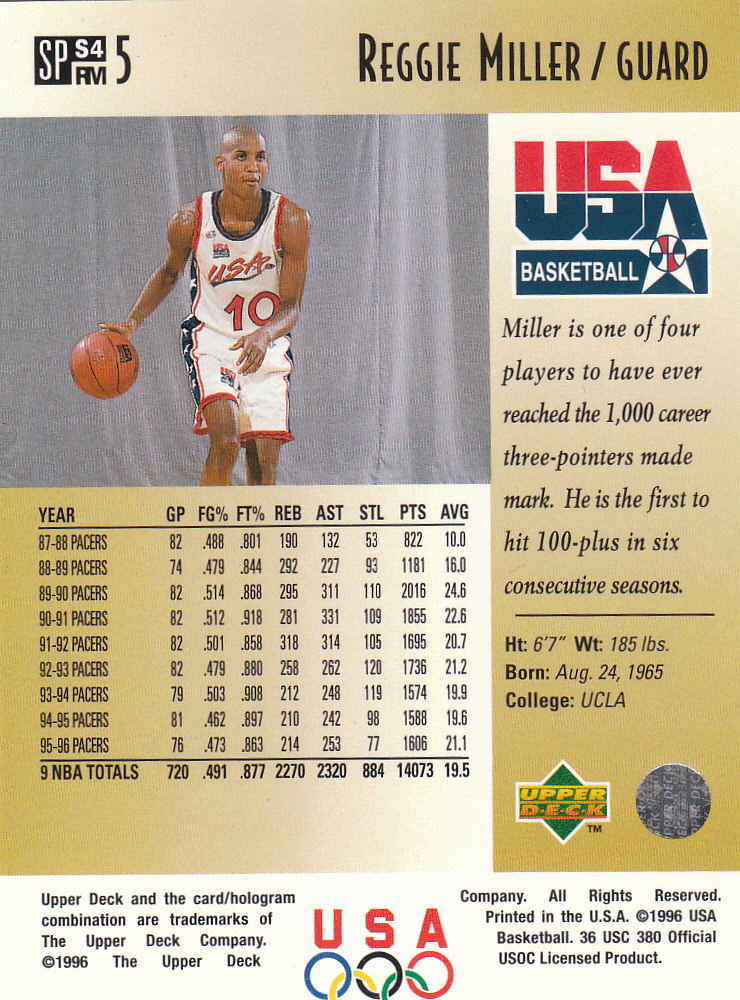 SP S4 RM 5
REGGIE MILLER / GUARD
USA
10
USA
BASKETBALL
Miller is one of four
players to have ever
reached the 1,000 career
three-pointers made
mark. He is the first to
hit 100-plus in six
consecutive seasons.
Ht: 6'7" Wt: 185 lbs.
Born: Aug. 24, 1965
College: UCLA
YEAR GP FG% FT% REB AST STL PTS AVG
87-88 PACERS 82 .488 .801 190 132 53 822 10.0
88-89 PACERS 74 .479 .844 292 227 93 1181 16.0
89-90 PACERS 82 .514 .868 295 311 110 2016 24.6
90-91 PACERS 82 .512 .918 281 331 109 1855 22.6
91-92 PACERS 82 .501 .858 318 314 105 1695 20.7
92-93 PACERS 82 .479 .880 258 262 120 1736 21.2
93-94 PACERS 79 .503 .908 212 248 119 1574 19.9
94-95 PACERS 81 .462 .897 210 242 98 1588 19.6
95-96 PACERS 76 .473 .863 214 253 77 1606 21.1
9 NBA TOTALS 720 .491 .877 2270 2320 884 14073 19.5
UPPER
D·E·C·K
TM
UPPER DECK
Upper Deck and the card/hologram
combination are trademarks of
The Upper Deck Company.
©1996 The Upper Deck
USA
Company. All Rights Reserved.
Printed in the U.S.A. ©1996 USA
Basketball. 36 USC 380 Official
USOC Licensed Product.